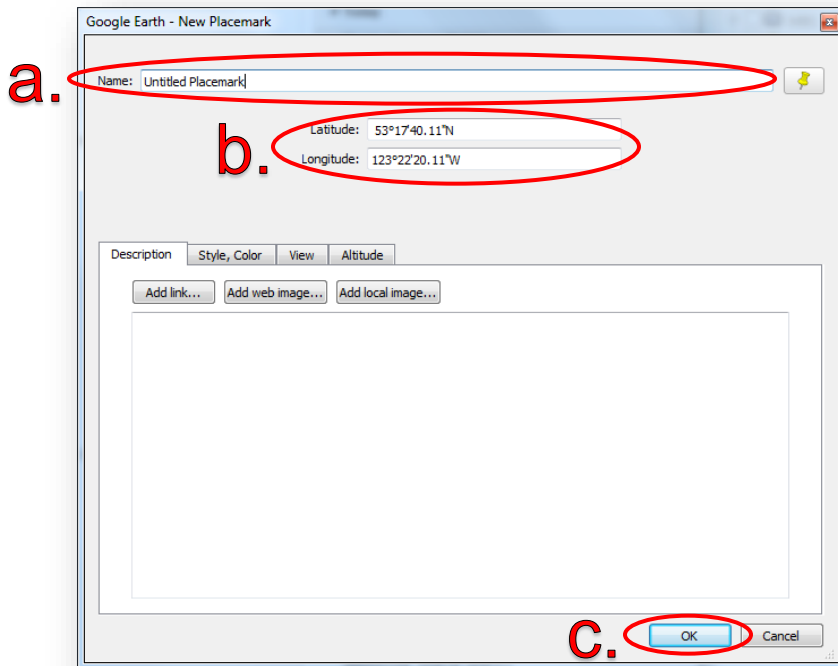 Google Earth - New Placemark
a.
Name: Untitled Placemark
b.
Latitude: 53°17'40.11"N
Longitude: 123°22'20.11"W
Description Style, Color View Altitude
Add link... Add web image... Add local image...
c.
OK Cancel